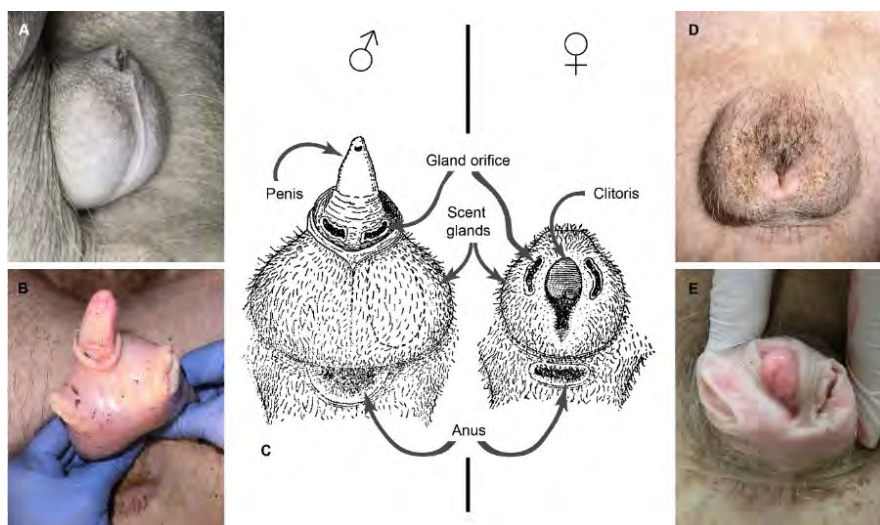 A
♂
♀
D
Gland orifice
Penis
Clitoris
Scent
glands
B
E
Anus
C